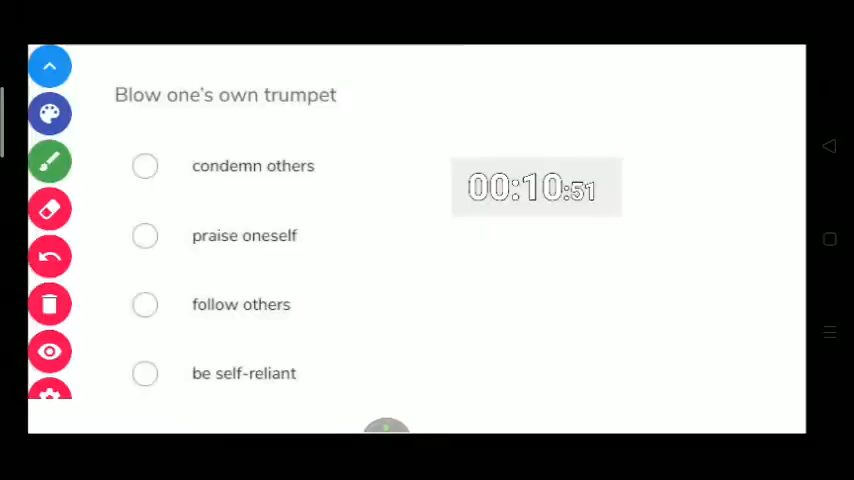 Blow one's own trumpet
condemn others
00:10:51
praise oneself
follow others
be self-reliant